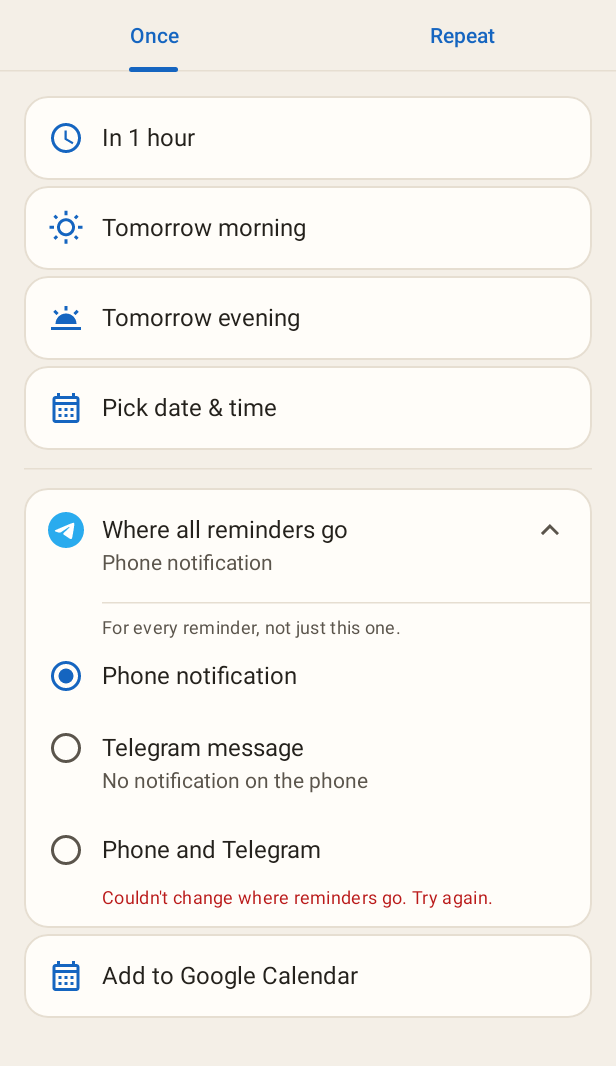 Once
Repeat
In 1 hour
Tomorrow morning
Tomorrow evening
Pick date & time
Where all reminders go
Phone notification
For every reminder, not just this one.
Phone notification
Telegram message
No notification on the phone
Phone and Telegram
Couldn't change where reminders go. Try again.
Add to Google Calendar